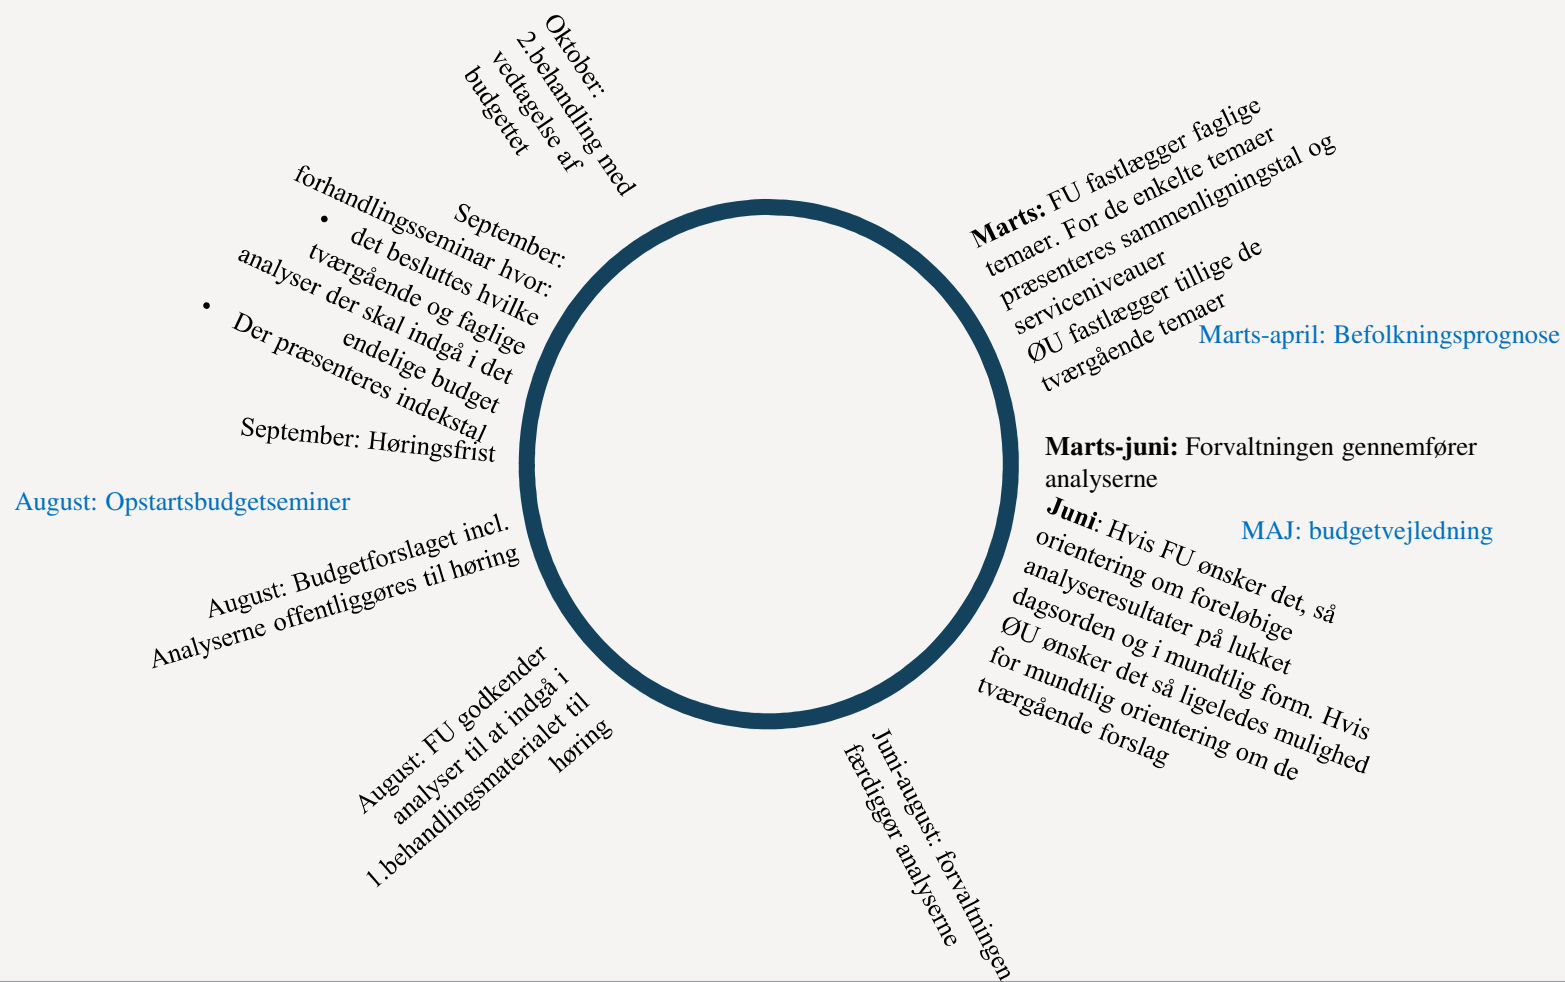 Marts: FU fastlægger faglige
temaer. For de enkelte temaer
præsenteres sammenligningstal og
serviceniveauer
ØU fastlægger tillige de
tværgående temaer
Marts-april: Befolkningsprognose
Marts-juni: Forvaltningen gennemfører
analyserne
MAJ: budgetvejledning
Juni: Hvis FU ønsker det, så
orientering om foreløbige
analyseresultater på lukket
dagsorden og i mundtlig form. Hvis
ØU ønsker det så ligeledes mulighed
for mundtlig orientering om de
tværgående forslag
Juni-august: forvaltningen
færdiggør analyserne
August: FU godkender
analyser til at indgå i
1.behandlingsmaterialet til
høring
August: Budgetforslaget incl.
Analyserne offentliggøres til høring
August: Opstartsbudgetseminer
September: Høringsfrist
September:
forhandlingsseminar hvor:
• det besluttes hvilke
tværgående og faglige
analyser der skal indgå i det
endelige budget
• Der præsenteres indekstal
Oktober:
2.behandling med
vedtagelse af
budgettet